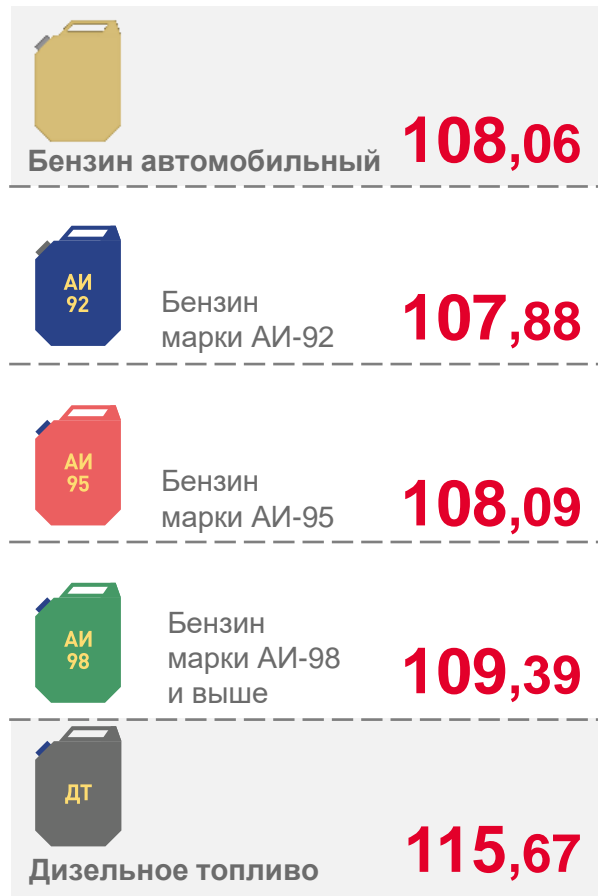 Бензин автомобильный
108,06
АИ
92
Бензин
марки АИ-92
107,88
АИ
95
Бензин
марки АИ-95
108,09
АИ
98
Бензин
марки АИ-98
и выше
109,39
ДТ
Дизельное топливо
115,67